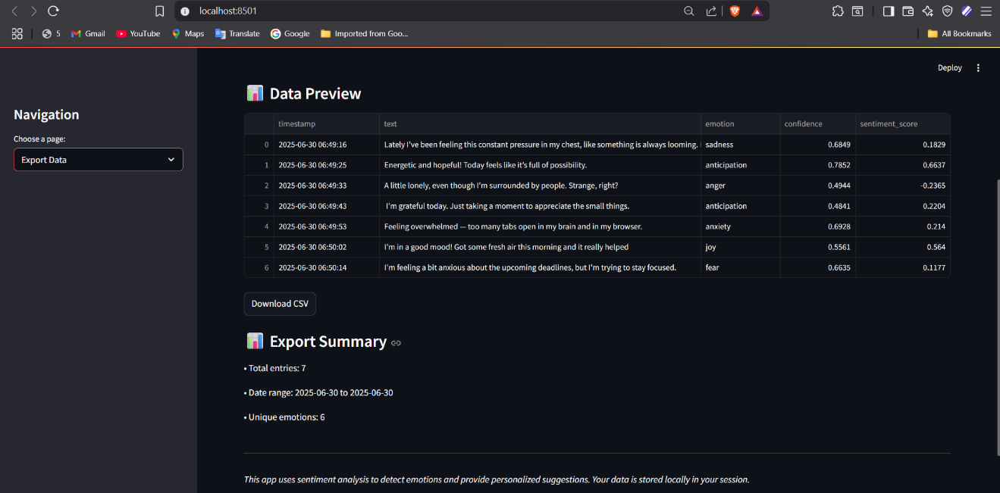 localhost:8501
5 Gmail YouTube Maps Translate Google Imported from Goo... All Bookmarks
Deploy
Navigation
Choose a page:
Export Data
Data Preview
timestamp text emotion confidence sentiment_score
0 2025-06-30 06:49:16 Lately I've been feeling this constant pressure in my chest, like something is always looming. sadness 0.6849 0.1829
1 2025-06-30 06:49:25 Energetic and hopeful! Today feels like it's full of possibility. anticipation 0.7852 0.6637
2 2025-06-30 06:49:33 A little lonely, even though I'm surrounded by people. Strange, right? anger 0.4944 -0.2365
3 2025-06-30 06:49:43 I'm grateful today. Just taking a moment to appreciate the small things. anticipation 0.4841 0.2204
4 2025-06-30 06:49:53 Feeling overwhelmed — too many tabs open in my brain and in my browser. anxiety 0.6928 0.214
5 2025-06-30 06:50:02 I'm in a good mood! Got some fresh air this morning and it really helped joy 0.5561 0.564
6 2025-06-30 06:50:14 I'm feeling a bit anxious about the upcoming deadlines, but I'm trying to stay focused. fear 0.6635 0.1177
Download CSV
Export Summary
• Total entries: 7
• Date range: 2025-06-30 to 2025-06-30
• Unique emotions: 6
This app uses sentiment analysis to detect emotions and provide personalized suggestions. Your data is stored locally in your session.